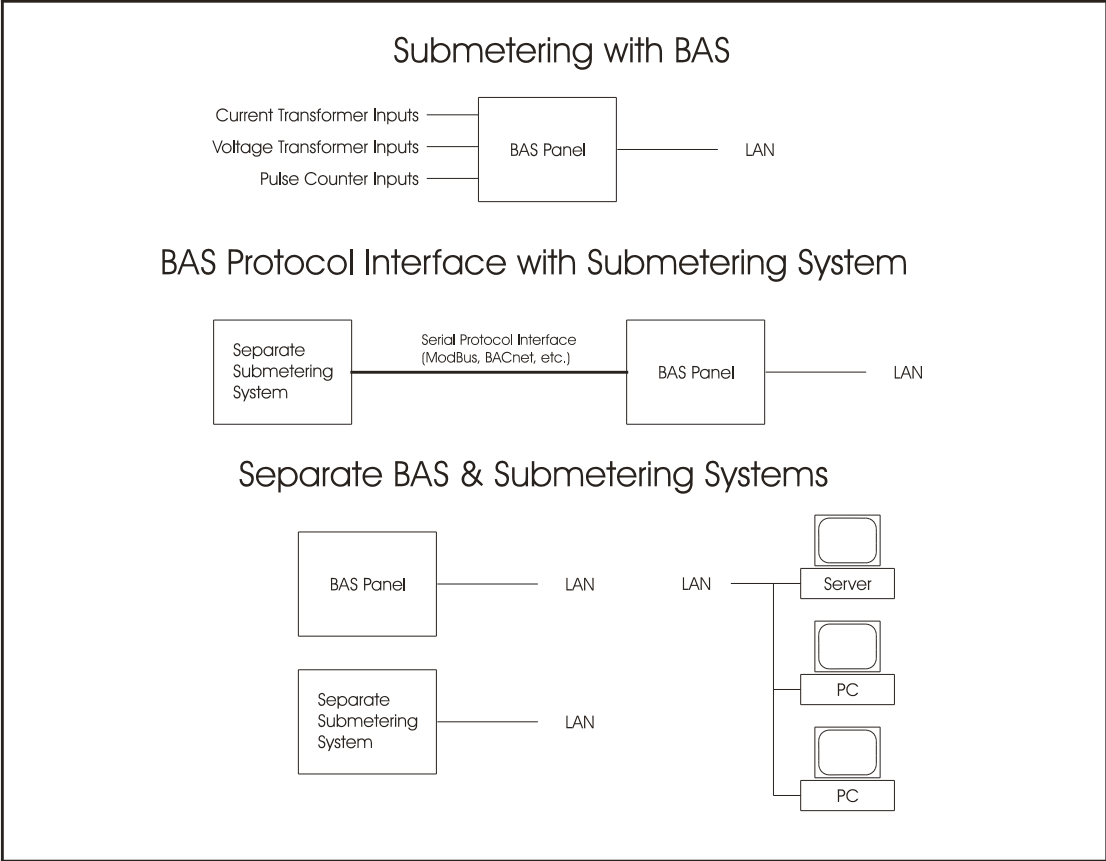 Submetering with BAS
Current Transformer Inputs
Voltage Transformer Inputs
Pulse Counter Inputs
BAS Panel
LAN
BAS Protocol Interface with Submetering System
Separate
Submetering
System
Serial Protocol Interface
(ModBus, BACnet, etc.)
BAS Panel
LAN
Separate BAS & Submetering Systems
BAS Panel
LAN
LAN
Server
PC
Separate
Submetering
System
LAN
PC